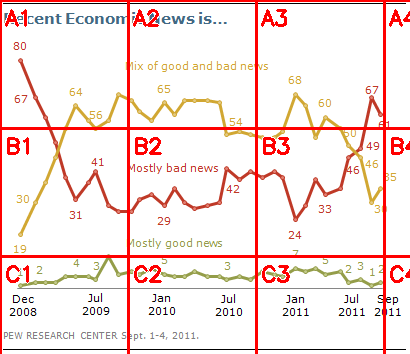 Recent Economic News is...
A1 A2 A3 A4
80
Mix of good and bad news
67 64 56 65 54 68 60 50 67 61
B1 B2 B3 B4
Mostly bad news
41 46 49 46 35
30 31 29 42 33 30
19 24
Mostly good news
C1 C2 C3 C4
1 2 4 3 5 3 7 5 2 3 1 2
Dec 2008 Jul 2009 Jan 2010 Jul 2010 Jan 2011 Jul 2011 Sep 2011
PEW RESEARCH CENTER Sept. 1-4, 2011.